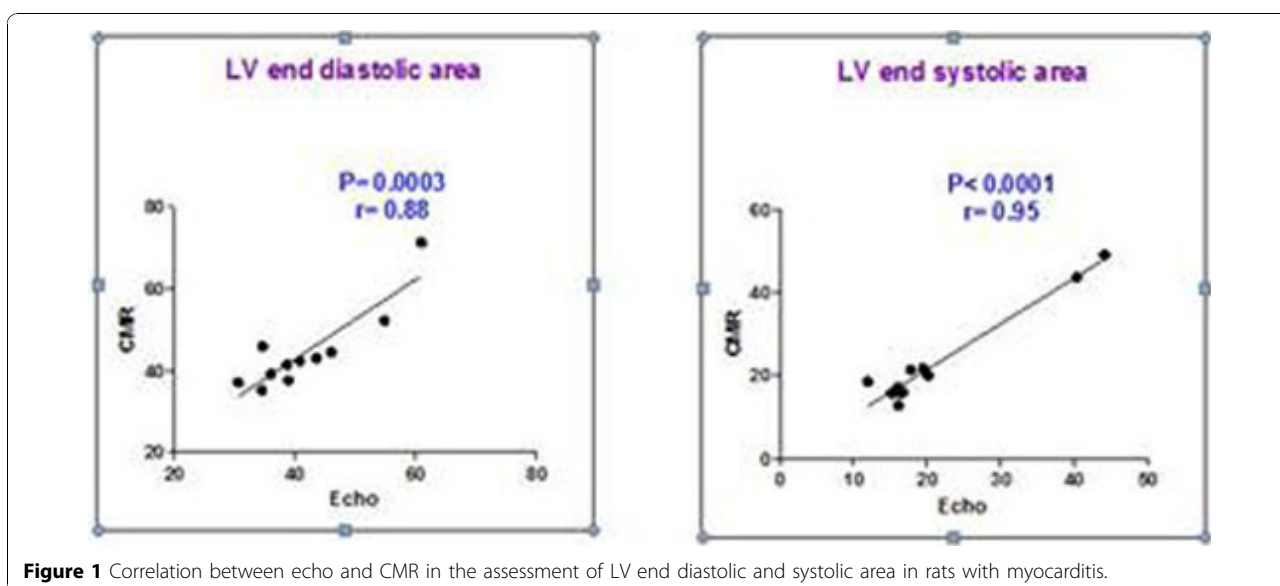 LV end diastolic area
P= 0.0003
r= 0.88
80
60
40
20
CMR
20 40 60 80
Echo
LV end systolic area
P< 0.0001
r= 0.95
60
40
20
0
CMR
0 10 20 30 40 50
Echo
Figure 1 Correlation between echo and CMR in the assessment of LV end diastolic and systolic area in rats with myocarditis.